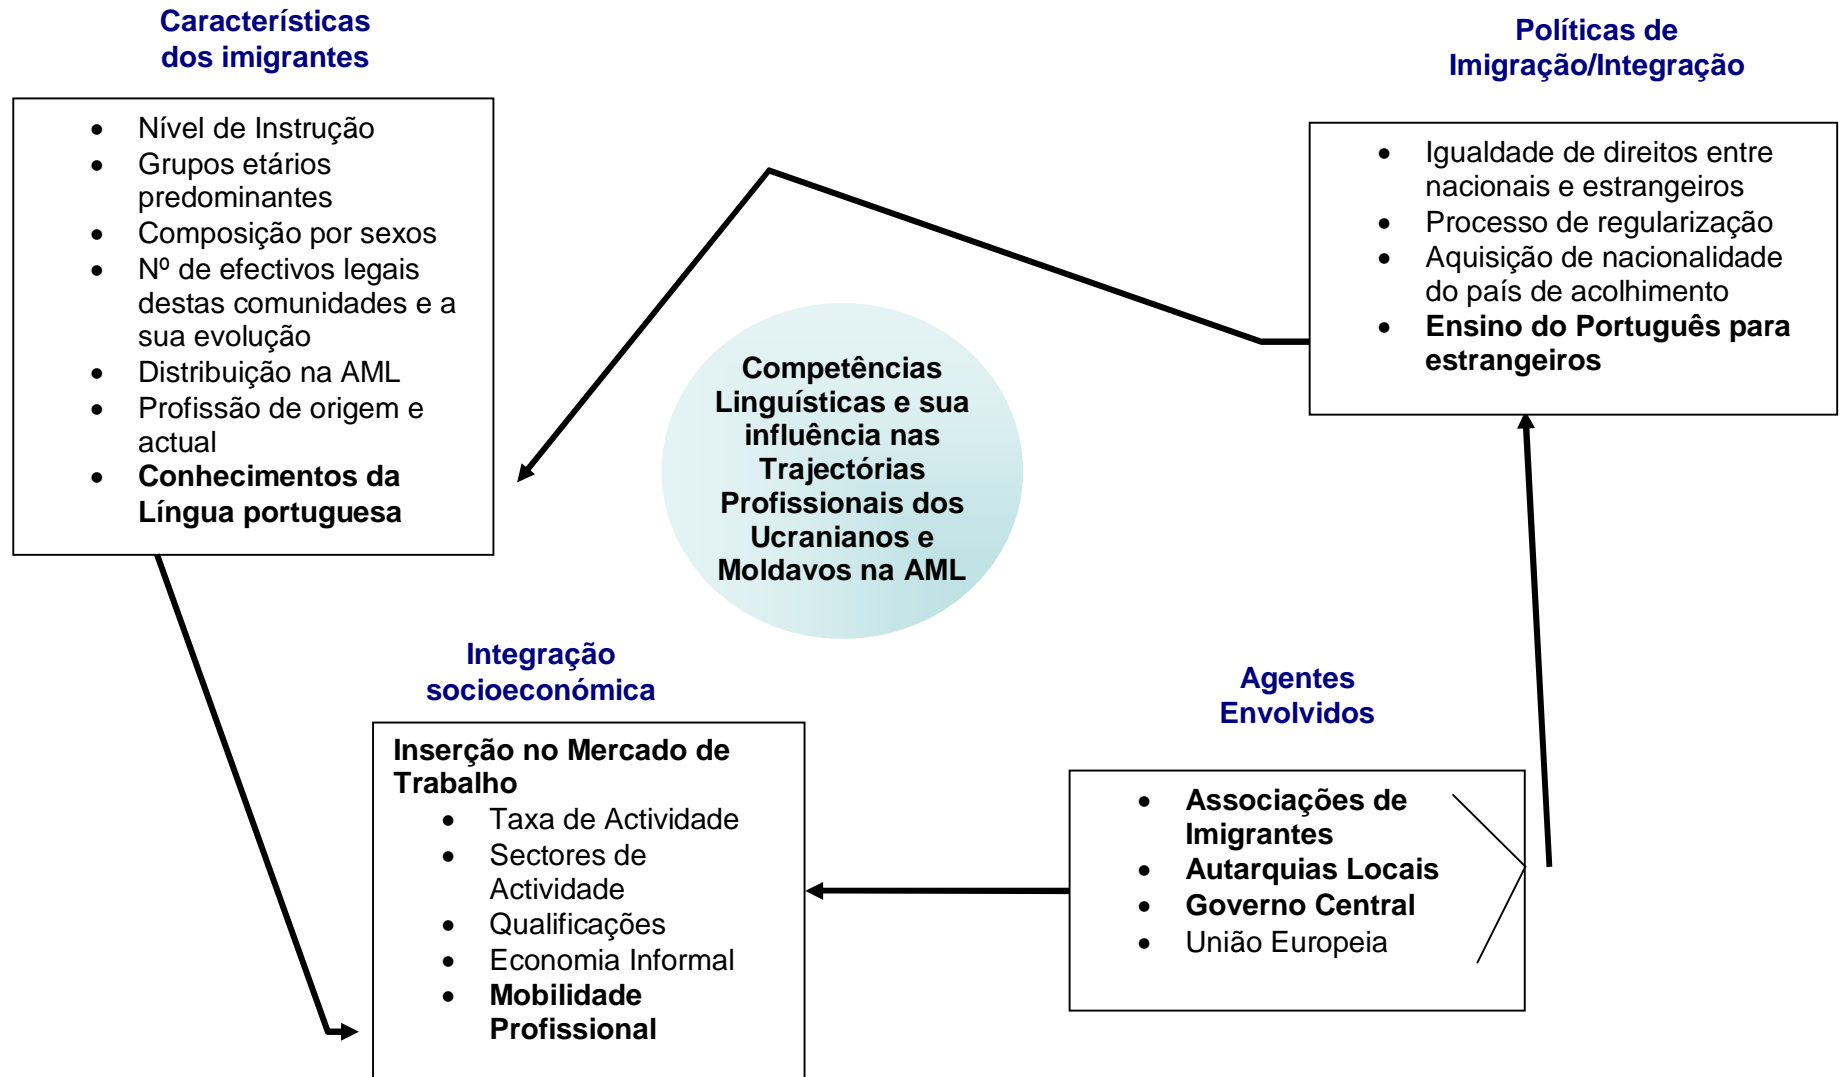 Características
dos imigrantes
• Nível de Instrução
• Grupos etários
predominantes
• Composição por sexos
• Nº de efectivos legais
destas comunidades e a
sua evolução
• Distribuição na AML
• Profissão de origem e
actual
• Conhecimentos da
Língua portuguesa
Políticas de
Imigração/Integração
• Igualdade de direitos entre
nacionais e estrangeiros
• Processo de regularização
• Aquisição de nacionalidade
do país de acolhimento
• Ensino do Português para
estrangeiros
Competências
Linguísticas e sua
influência nas
Trajectórias
Profissionais dos
Ucranianos e
Moldavos na AML
Integração
socioeconómica
Inserção no Mercado de
Trabalho
• Taxa de Actividade
• Sectores de
Actividade
• Qualificações
• Economia Informal
• Mobilidade
Profissional
Agentes
Envolvidos
• Associações de
Imigrantes
• Autarquias Locais
• Governo Central
• União Europeia